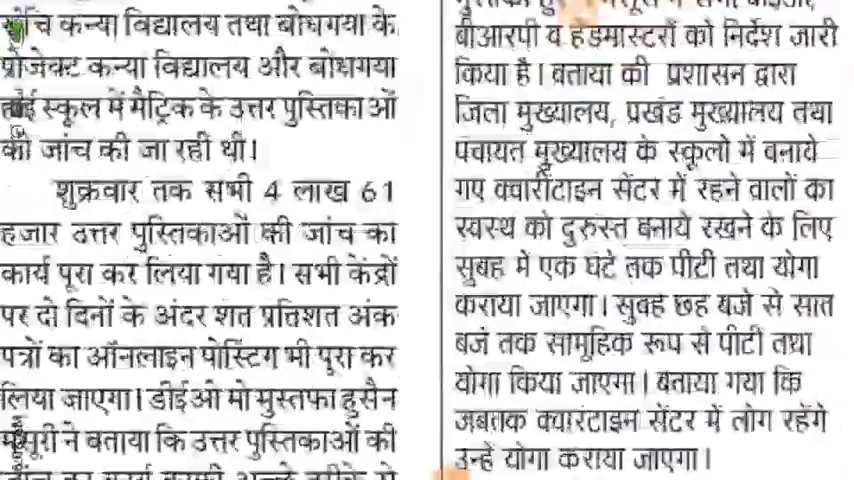 कन्या विद्यालय तथा बोधगया के
प्रोजेक्ट कन्या विद्यालय और बोधगया
हाई स्कूल में मैट्रिक के उत्तर पुस्तिकाओं
की जांच की जा रही थी।
शुक्रवार तक सभी 4 लाख 61
हजार उत्तर पुस्तिकाओं की जांच का
कार्य पूरा कर लिया गया है। सभी केंद्रों
पर दो दिनों के अंदर शत प्रतिशत अंक
पत्रों का ऑनलाइन पोस्टिंग भी पूरा कर
लिया जाएगा। डीईओ मो मुस्तफा हुसैन
मंसूरी ने बताया कि उत्तर पुस्तिकाओं की
बीआरपी व हेडमास्टरों को निर्देश जारी
किया है। बताया की प्रशासन द्वारा
जिला मुख्यालय, प्रखंड मुख्यालय तथा
पंचायत मुख्यालय के स्कूलो में बनाये
गए क्वारींटाइन सेंटर में रहने वालों का
स्वस्थ को दुरुस्त बनाये रखने के लिए
सुबह में एक घंटे तक पीटी तथा योगा
कराया जाएगा। सुबह छह बजे से सात
बजे तक सामूहिक रूप से पीटी तथा
योगा किया जाएगा। बताया गया कि
जबतक क्वारंटाइन सेंटर में लोग रहेंगे
उन्हें योगा कराया जाएगा।